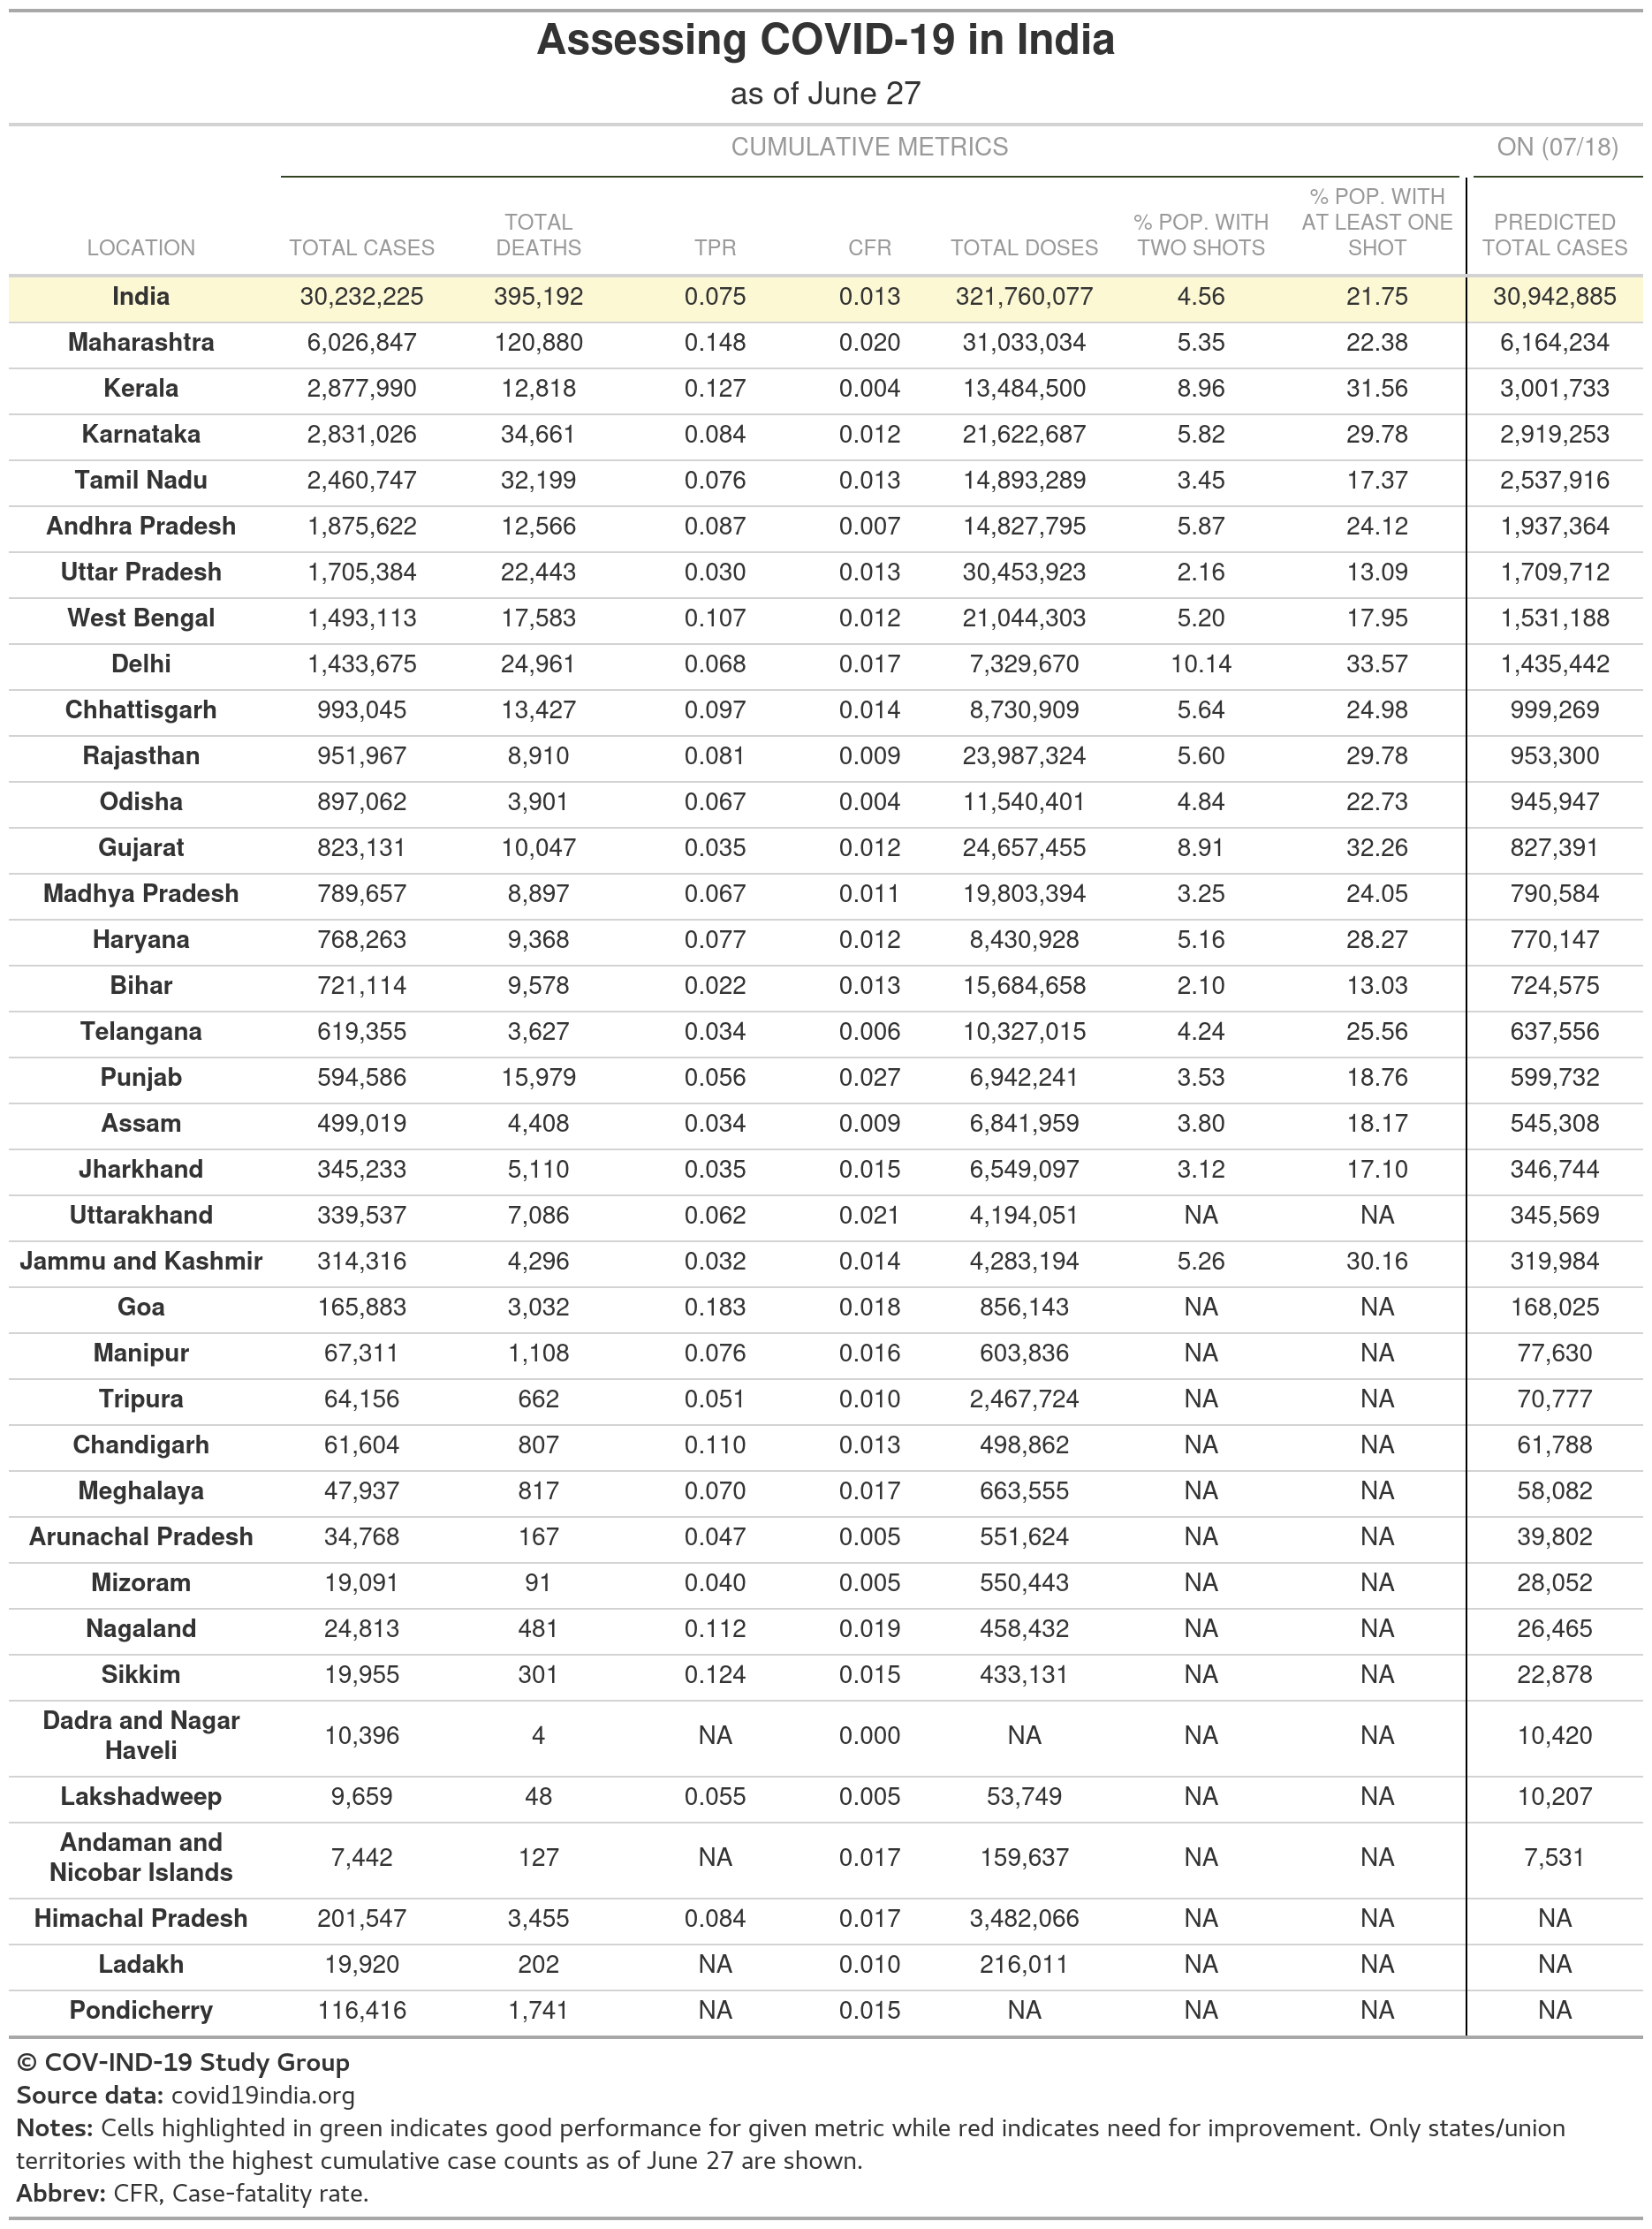 Assessing COVID-19 in India
as of June 27
CUMULATIVE METRICS ON (07/18)
LOCATION TOTAL CASES TOTAL DEATHS TPR CFR TOTAL DOSES % POP. WITH TWO SHOTS % POP. WITH AT LEAST ONE SHOT PREDICTED TOTAL CASES
India 30,232,225 395,192 0.075 0.013 321,760,077 4.56 21.75 30,942,885
Maharashtra 6,026,847 120,880 0.148 0.020 31,033,034 5.35 22.38 6,164,234
Kerala 2,877,990 12,818 0.127 0.004 13,484,500 8.96 31.56 3,001,733
Karnataka 2,831,026 34,661 0.084 0.012 21,622,687 5.82 29.78 2,919,253
Tamil Nadu 2,460,747 32,199 0.076 0.013 14,893,289 3.45 17.37 2,537,916
Andhra Pradesh 1,875,622 12,566 0.087 0.007 14,827,795 5.87 24.12 1,937,364
Uttar Pradesh 1,705,384 22,443 0.030 0.013 30,453,923 2.16 13.09 1,709,712
West Bengal 1,493,113 17,583 0.107 0.012 21,044,303 5.20 17.95 1,531,188
Delhi 1,433,675 24,961 0.068 0.017 7,329,670 10.14 33.57 1,435,442
Chhattisgarh 993,045 13,427 0.097 0.014 8,730,909 5.64 24.98 999,269
Rajasthan 951,967 8,910 0.081 0.009 23,987,324 5.60 29.78 953,300
Odisha 897,062 3,901 0.067 0.004 11,540,401 4.84 22.73 945,947
Gujarat 823,131 10,047 0.035 0.012 24,657,455 8.91 32.26 827,391
Madhya Pradesh 789,657 8,897 0.067 0.011 19,803,394 3.25 24.05 790,584
Haryana 768,263 9,368 0.077 0.012 8,430,928 5.16 28.27 770,147
Bihar 721,114 9,578 0.022 0.013 15,684,658 2.10 13.03 724,575
Telangana 619,355 3,627 0.034 0.006 10,327,015 4.24 25.56 637,556
Punjab 594,586 15,979 0.056 0.027 6,942,241 3.53 18.76 599,732
Assam 499,019 4,408 0.034 0.009 6,841,959 3.80 18.17 545,308
Jharkhand 345,233 5,110 0.035 0.015 6,549,097 3.12 17.10 346,744
Uttarakhand 339,537 7,086 0.062 0.021 4,194,051 NA NA 345,569
Jammu and Kashmir 314,316 4,296 0.032 0.014 4,283,194 5.26 30.16 319,984
Goa 165,883 3,032 0.183 0.018 856,143 NA NA 168,025
Manipur 67,311 1,108 0.076 0.016 603,836 NA NA 77,630
Tripura 64,156 662 0.051 0.010 2,467,724 NA NA 70,777
Chandigarh 61,604 807 0.110 0.013 498,862 NA NA 61,788
Meghalaya 47,937 817 0.070 0.017 663,555 NA NA 58,082
Arunachal Pradesh 34,768 167 0.047 0.005 551,624 NA NA 39,802
Mizoram 19,091 91 0.040 0.005 550,443 NA NA 28,052
Nagaland 24,813 481 0.112 0.019 458,432 NA NA 26,465
Sikkim 19,955 301 0.124 0.015 433,131 NA NA 22,878
Dadra and Nagar Haveli 10,396 4 NA 0.000 NA NA NA 10,420
Lakshadweep 9,659 48 0.055 0.005 53,749 NA NA 10,207
Andaman and Nicobar Islands 7,442 127 NA 0.017 159,637 NA NA 7,531
Himachal Pradesh 201,547 3,455 0.084 0.017 3,482,066 NA NA NA
Ladakh 19,920 202 NA 0.010 216,011 NA NA NA
Pondicherry 116,416 1,741 NA 0.015 NA NA NA NA
© COV-IND-19 Study Group
Source data: covid19india.org
Notes: Cells highlighted in green indicates good performance for given metric while red indicates need for improvement. Only states/union
territories with the highest cumulative case counts as of June 27 are shown.
Abbrev: CFR, Case-fatality rate.